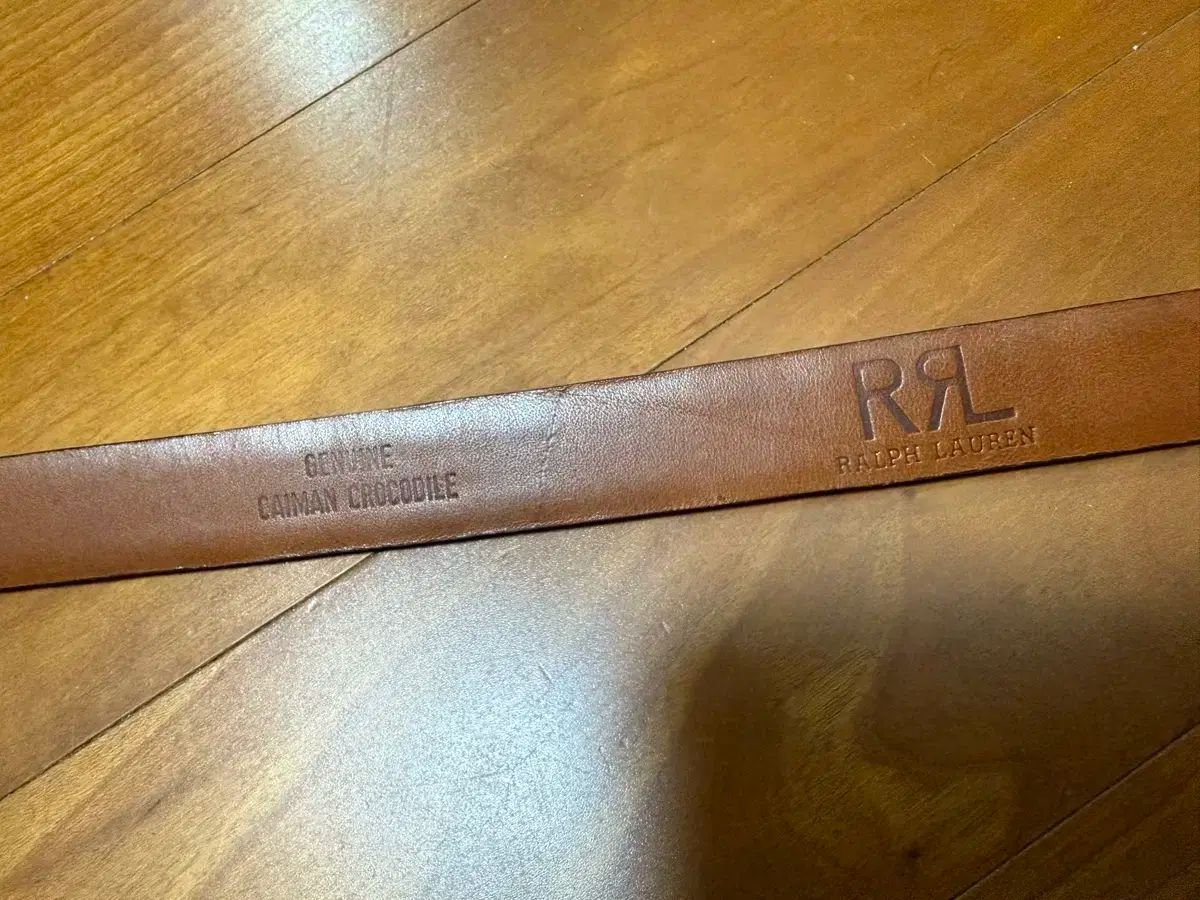 GENUINE
CAIMAN CROCODILE
RRL
RALPH LAUREN